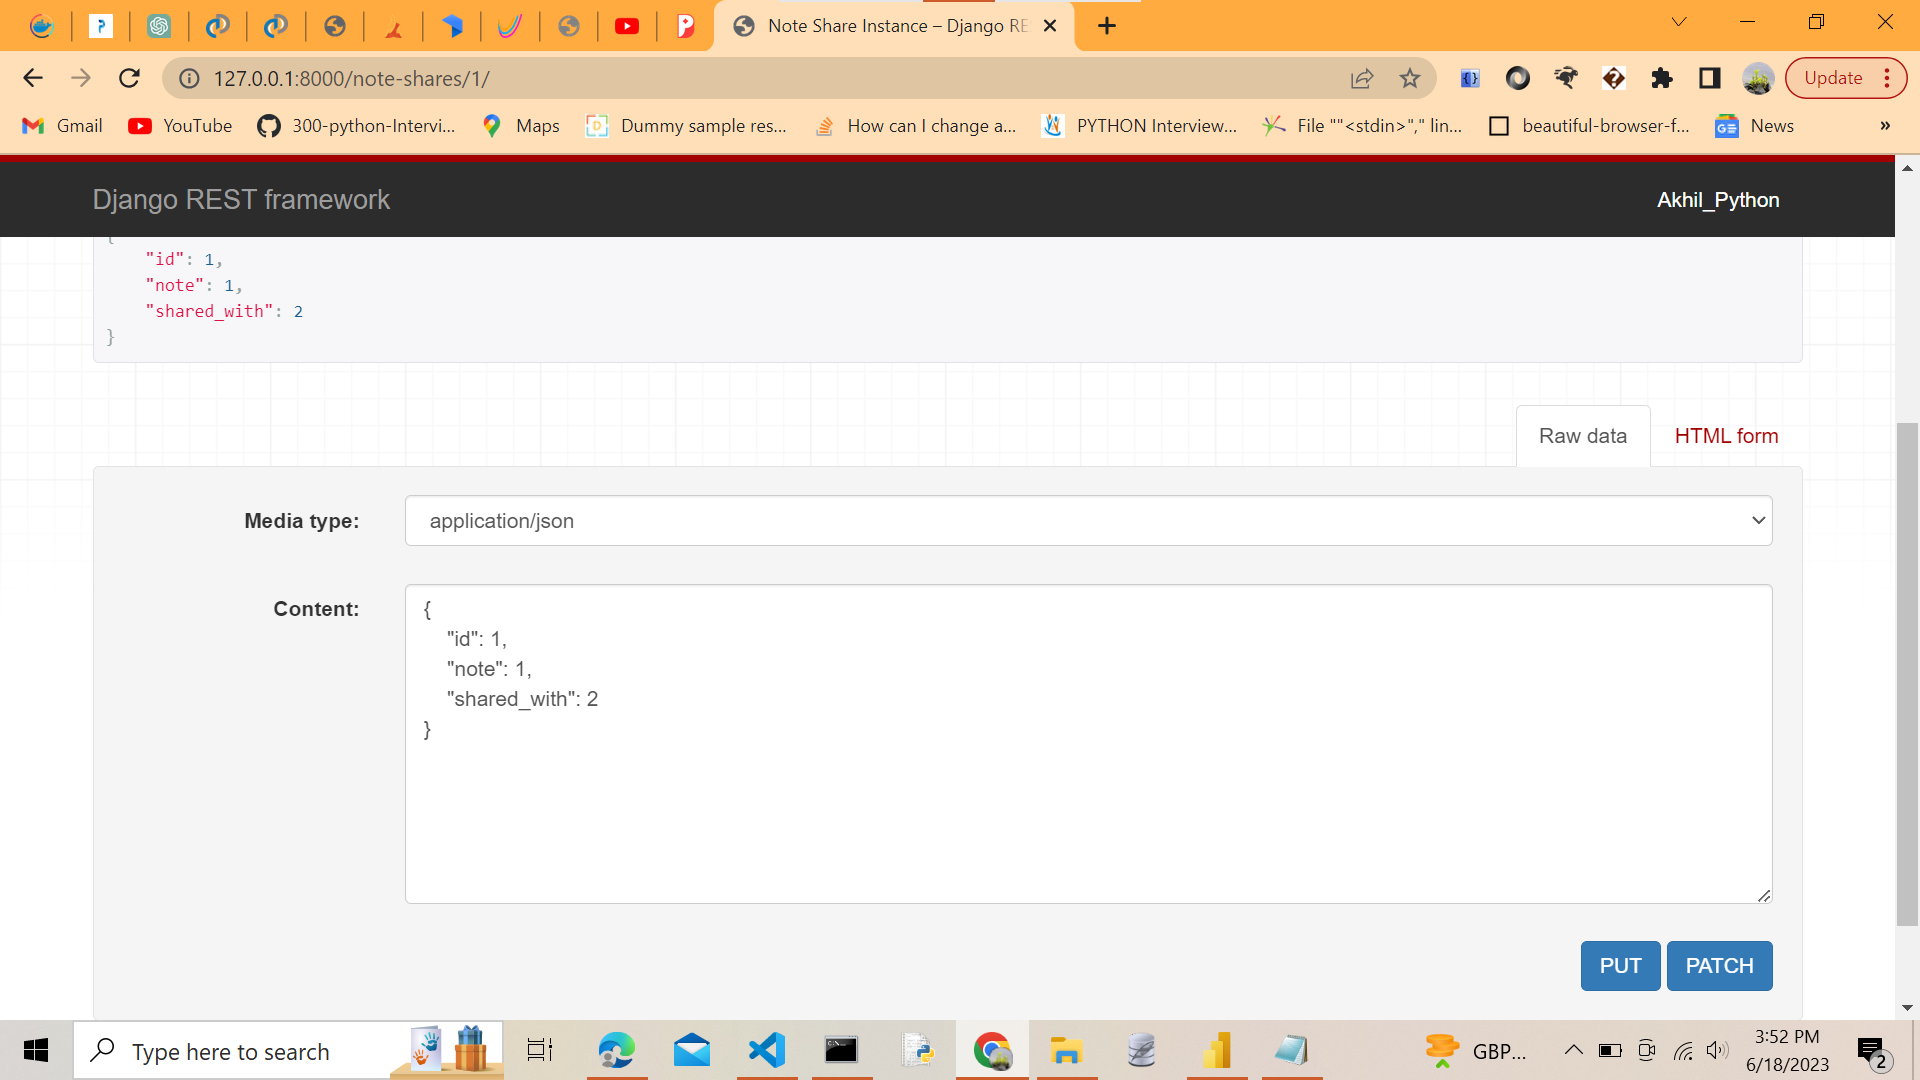 Note Share Instance – Django RE
127.0.0.1:8000/note-shares/1/
Update
Gmail
YouTube
300-python-Intervi...
Maps
Dummy sample res...
How can I change a...
PYTHON Interview...
File ""<stdin>"," lin...
beautiful-browser-f...
News
»
Django REST framework
Akhil_Python
{
"id": 1,
"note": 1,
"shared_with": 2
}
Raw data
HTML form
Media type:
application/json
Content:
{
"id": 1,
"note": 1,
"shared_with": 2
}
PUT
PATCH
Type here to search
GBP...
3:52 PM
6/18/2023
2